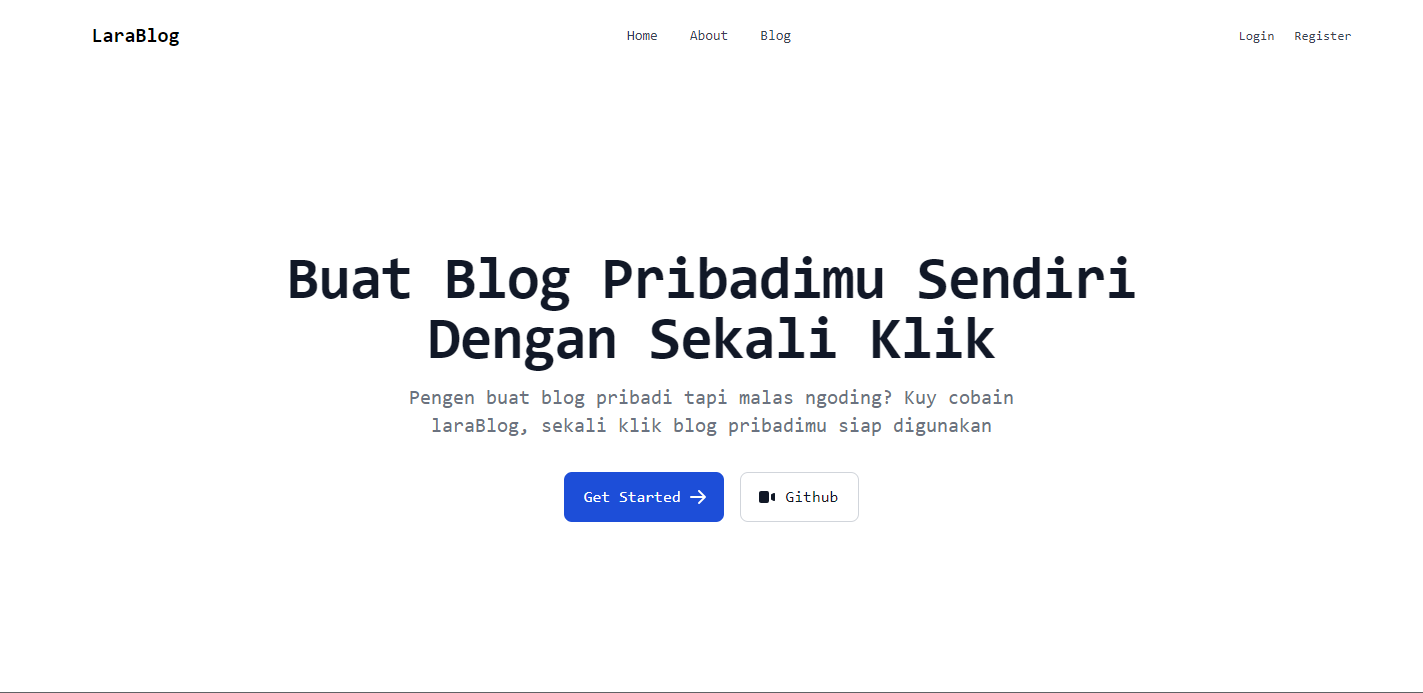 LaraBlog
Home About Blog
Login Register
Buat Blog Pribadimu Sendiri
Dengan Sekali Klik
Pengen buat blog pribadi tapi malas ngoding? Kuy cobain
laraBlog, sekali klik blog pribadimu siap digunakan
Get Started
Github